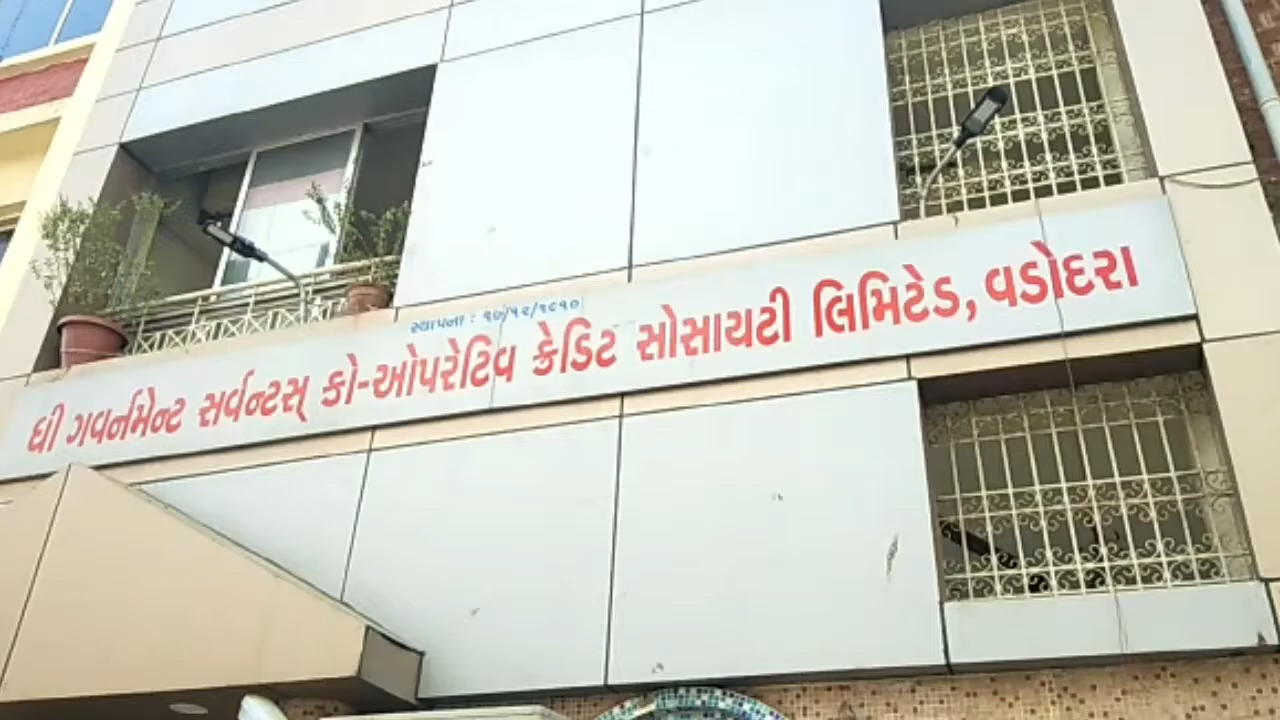 સ્થાપના : ૧૭/૧૨/૧૯૧૦
ધી ગવર્નમેન્ટ સર્વન્ટસ્ કો-ઓપરેટિવ ક્રેડિટ સોસાયટી લિમિટેડ, વડોદરા